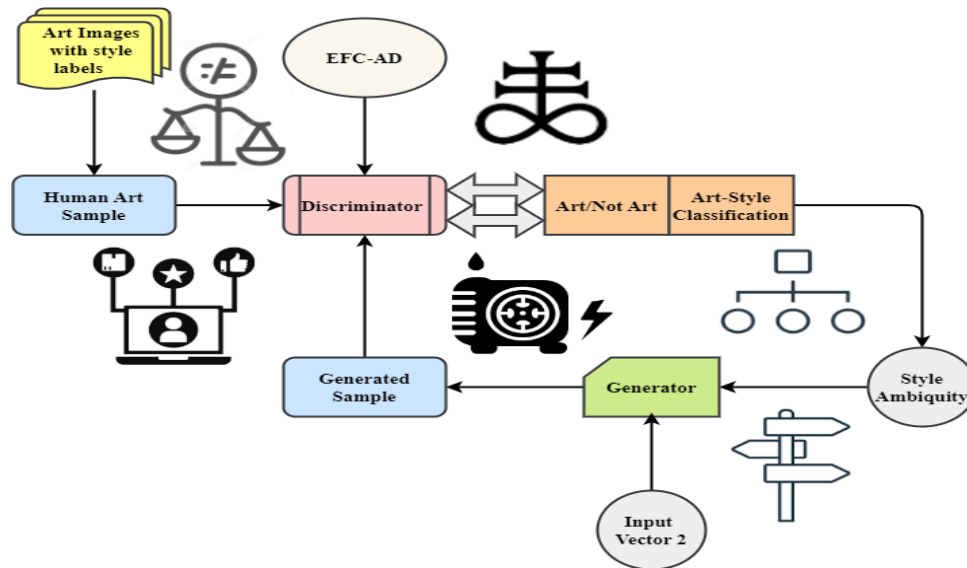 Art Images
with style
labels
EFC-AD
Human Art
Sample
Discriminator
Art/Not Art
Art-Style
Classification
Generated
Sample
Generator
Style
Ambiquity
Input
Vector 2